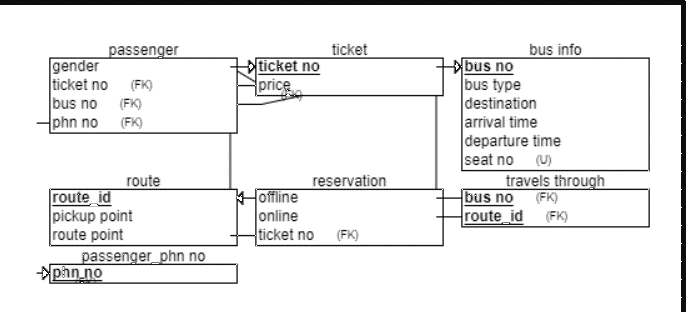 passenger
gender
ticket no (FK)
bus no (FK)
phn no (FK)
ticket
ticket no
price
(FK)
bus info
bus no
bus type
destination
arrival time
departure time
seat no (U)
route
route_id
pickup point
route point
reservation
offline
online
ticket no (FK)
travels through
bus no (FK)
route_id (FK)
passenger_phn no
phn_no